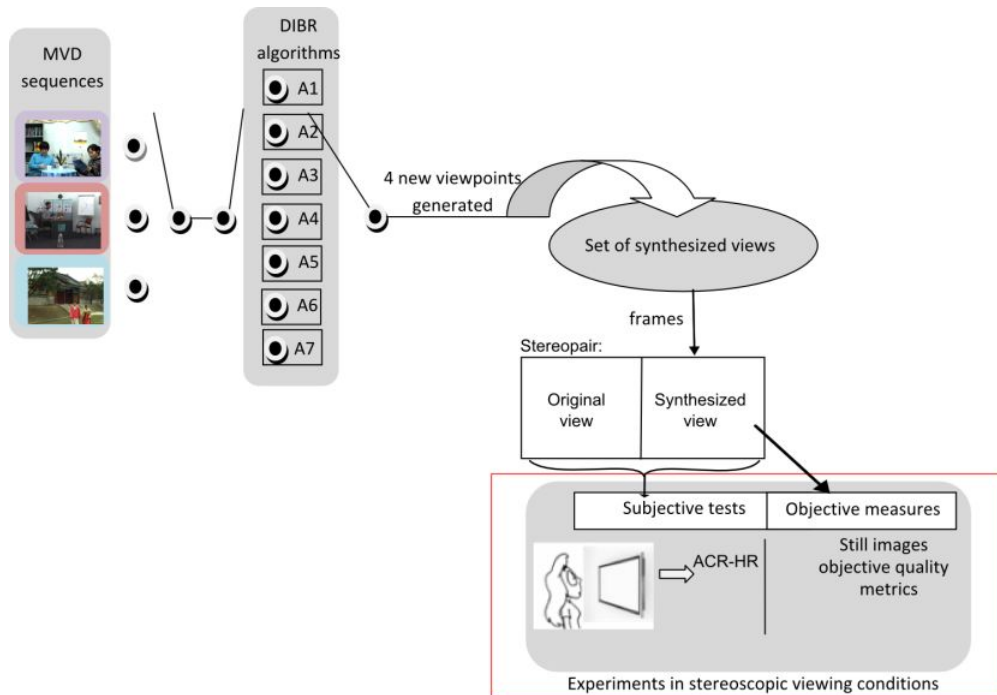 MVD
sequences
DIBR
algorithms
A1
A2
A3
A4
A5
A6
A7
4 new viewpoints
generated
Set of synthesized views
frames
Stereopair:
Original
view
Synthesized
view
Subjective tests
Objective measures
ACR-HR
Still images
objective quality
metrics
Experiments in stereoscopic viewing conditions